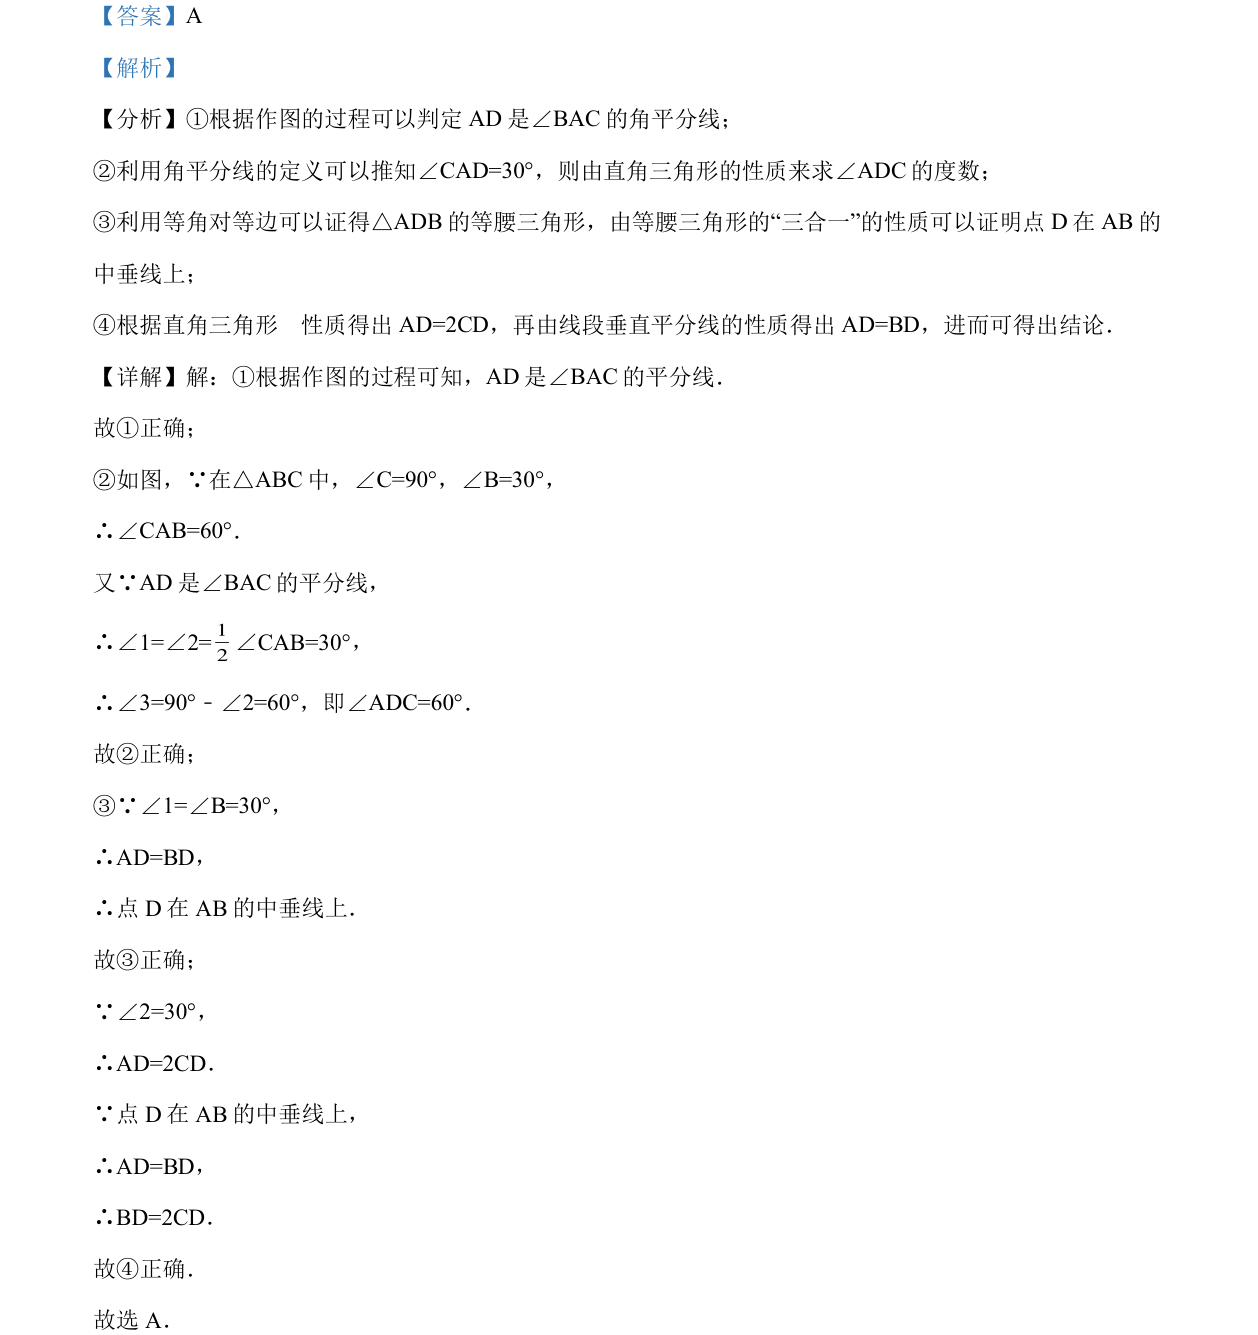 【答案】A
【解析】
【分析】①根据作图的过程可以判定 AD 是∠BAC 的角平分线；
②利用角平分线的定义可以推知∠CAD=30°，则由直角三角形的性质来求∠ADC 的度数；
③利用等角对等边可以证得△ADB 的等腰三角形，由等腰三角形的“三合一”的性质可以证明点 D 在 AB 的
中垂线上；
④根据直角三角形　性质得出 AD=2CD，再由线段垂直平分线的性质得出 AD=BD，进而可得出结论．
【详解】解：①根据作图的过程可知，AD 是∠BAC 的平分线．
故①正确；
②如图，∵在△ABC 中，∠C=90°，∠B=30°，
∴∠CAB=60°．
又∵AD 是∠BAC 的平分线，
∴∠1=∠2=1/2 ∠CAB=30°，
∴∠3=90°﹣∠2=60°，即∠ADC=60°．
故②正确；
③∵∠1=∠B=30°，
∴AD=BD，
∴点 D 在 AB 的中垂线上．
故③正确；
∵∠2=30°，
∴AD=2CD．
∵点 D 在 AB 的中垂线上，
∴AD=BD，
∴BD=2CD．
故④正确．
故选 A．